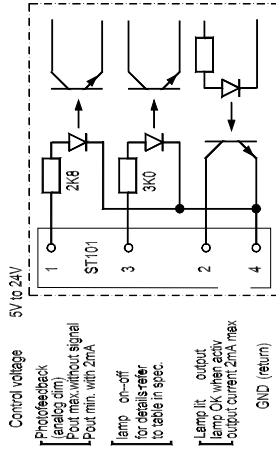 Control voltage 5V to 24V
Photofeedback
(analog dim)
Pout max.without signal
Pout min. with 2mA
lamp on-off
for details-refer
to table in spec.
Lamp lit output
lamp OK when activ
output current 2mA max
GND (return)
1
3
2
4
ST101
2K8
3K0